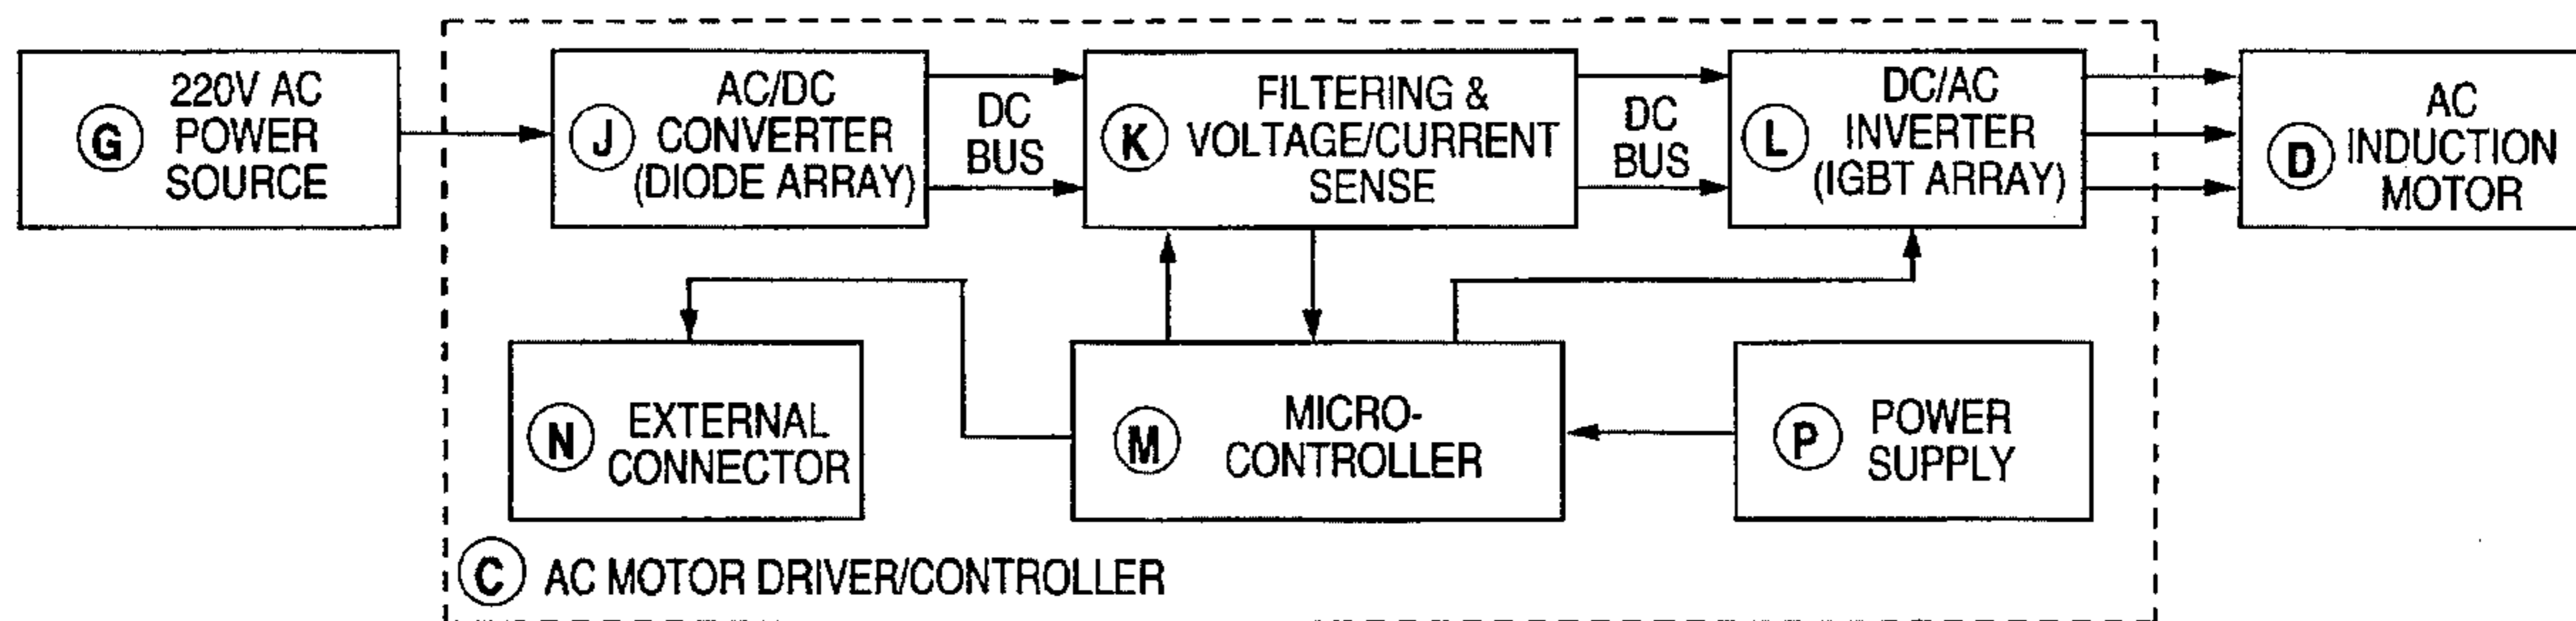 G
220V AC
POWER
SOURCE
J
AC/DC
CONVERTER
(DIODE ARRAY)
DC
BUS
K
FILTERING &
VOLTAGE/CURRENT
SENSE
DC
BUS
L
DC/AC
INVERTER
(IGBT ARRAY)
D
AC
INDUCTION
MOTOR
N
EXTERNAL
CONNECTOR
M
MICRO-
CONTROLLER
P
POWER
SUPPLY
C AC MOTOR DRIVER/CONTROLLER